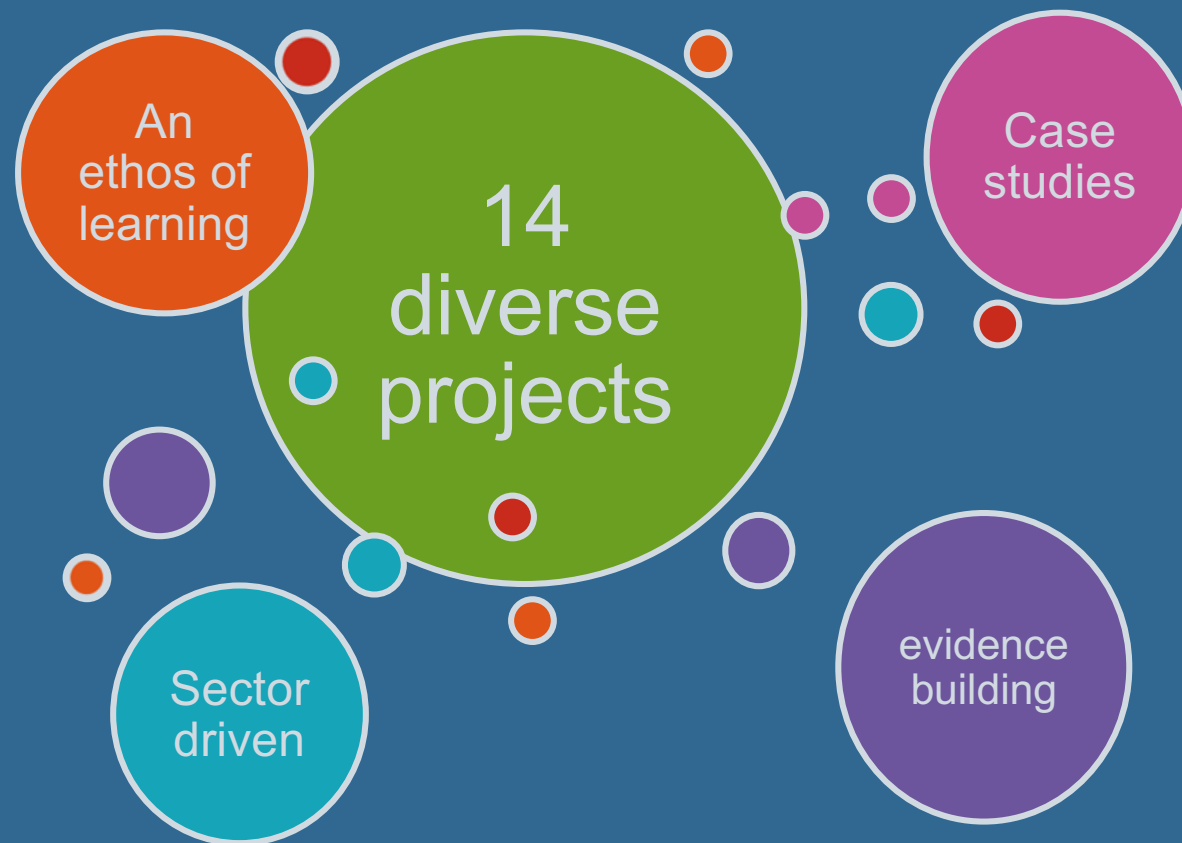 An
ethos of
learning
14
diverse
projects
Case
studies
Sector
driven
evidence
building